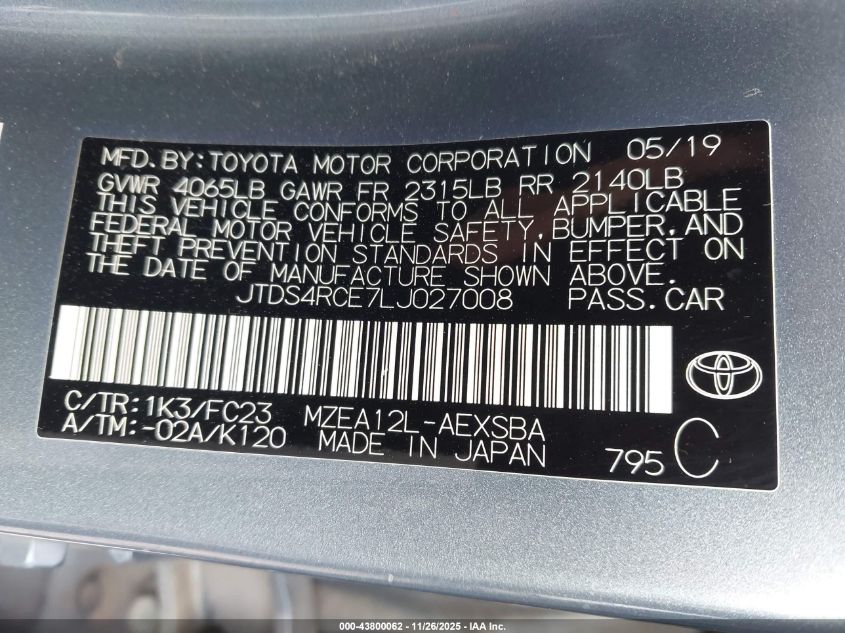 MFD. BY: TOYOTA MOTOR CORPORATION 05/19
GVWR 4065LB GAWR FR 2315LB RR 2140LB
THIS VEHICLE CONFORMS TO ALL APPLICABLE
FEDERAL MOTOR VEHICLE SAFETY, BUMPER, AND
THEFT PREVENTION STANDARDS IN EFFECT ON
THE DATE OF MANUFACTURE SHOWN ABOVE.
JTDS4RCE7LJ027008 PASS.CAR
C/TR: 1K3/FC23 MZEA12L-AEXSBA
A/TM: -02A/K120 MADE IN JAPAN 795 C
000-43800062 - 11/26/2025 - IAA Inc.